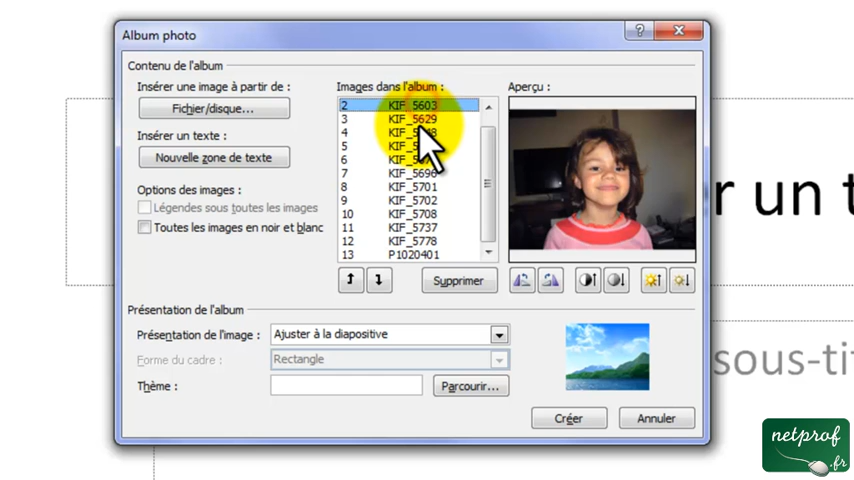 Album photo
Contenu de l'album
Insérer une image à partir de :
Fichier/disque...
Insérer un texte :
Nouvelle zone de texte
Options des images :
Légendes sous toutes les images
Toutes les images en noir et blanc
Images dans l'album :
2 KIF_5603
3 KIF_5629
4
5
6
7 KIF_5696
8 KIF_5701
9 KIF_5702
10 KIF_5708
11 KIF_5737
12 KIF_5778
13 P1020401
Supprimer
Aperçu :
Présentation de l'album
Présentation de l'image : Ajuster à la diapositive
Forme du cadre : Rectangle
Thème :
Parcourir...
Créer
Annuler
r un t
sous-tit
netprof
.fr